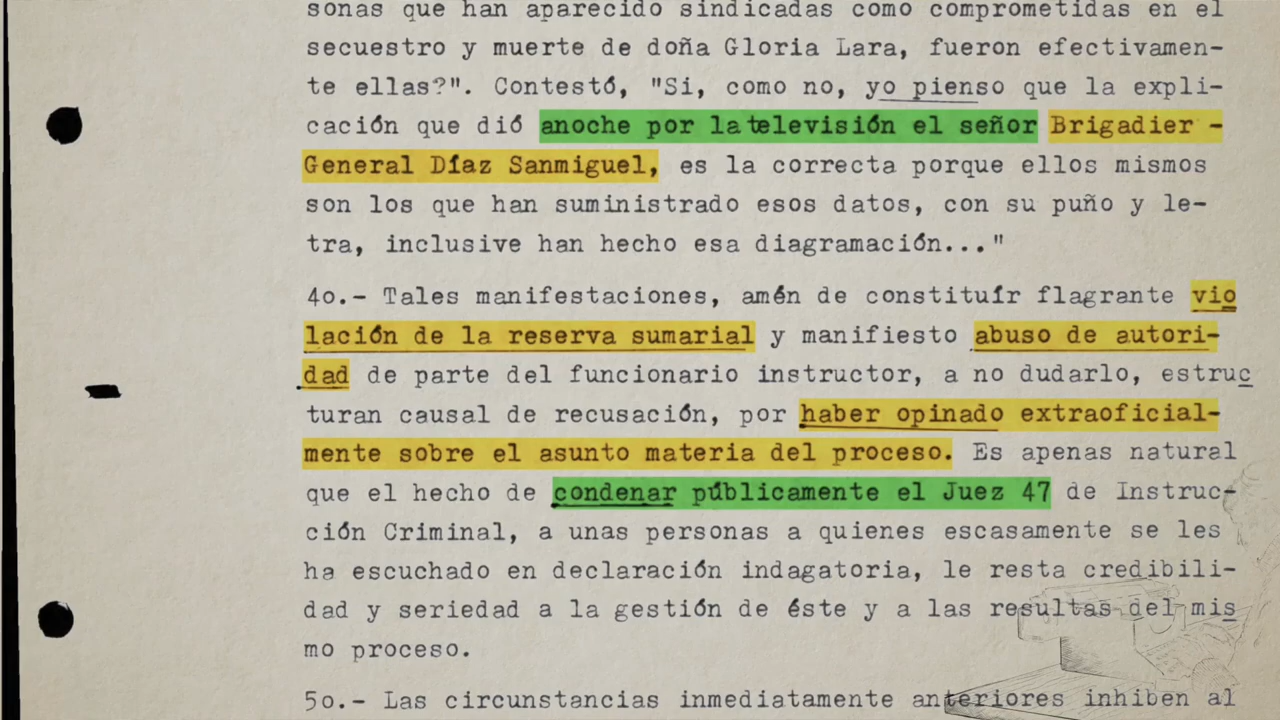 sonas que han aparecido sindicadas como comprometidas en el
secuestro y muerte de doña Gloria Lara, fueron efectivamen-
te ellas?". Contestó, "Si, como no, yo pienso que la expli-
cación que dió anoche por la televisión el señor Brigadier -
General Díaz Sanmiguel, es la correcta porque ellos mismos
son los que han suministrado esos datos, con su puño y le-
tra, inclusive han hecho esa diagramación..."
4o.- Tales manifestaciones, amén de constituír flagrante vio
lación de la reserva sumarial y manifiesto abuso de autori-
dad de parte del funcionario instructor, a no dudarlo, estruc
turan causal de recusación, por haber opinado extraoficial-
mente sobre el asunto materia del proceso. Es apenas natural
que el hecho de condenar públicamente el Juez 47 de Instruc-
ción Criminal, a unas personas a quienes escasamente se les
ha escuchado en declaración indagatoria, le resta credibili-
dad y seriedad a la gestión de éste y a las resultas del mis
mo proceso.
5o.- Las circunstancias inmediatamente anteriores inhiben al